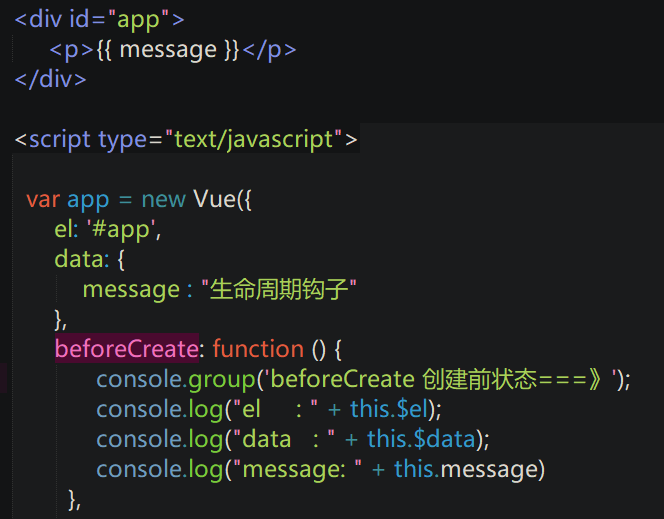 <div id="app">
<p>{{ message }}</p>
</div>
<script type="text/javascript">
var app = new Vue({
el: '#app',
data: {
message : "生命周期钩子"
},
beforeCreate: function () {
console.group('beforeCreate 创建前状态===》');
console.log("el     : " + this.$el);
console.log("data   : " + this.$data);
console.log("message: " + this.message)
},